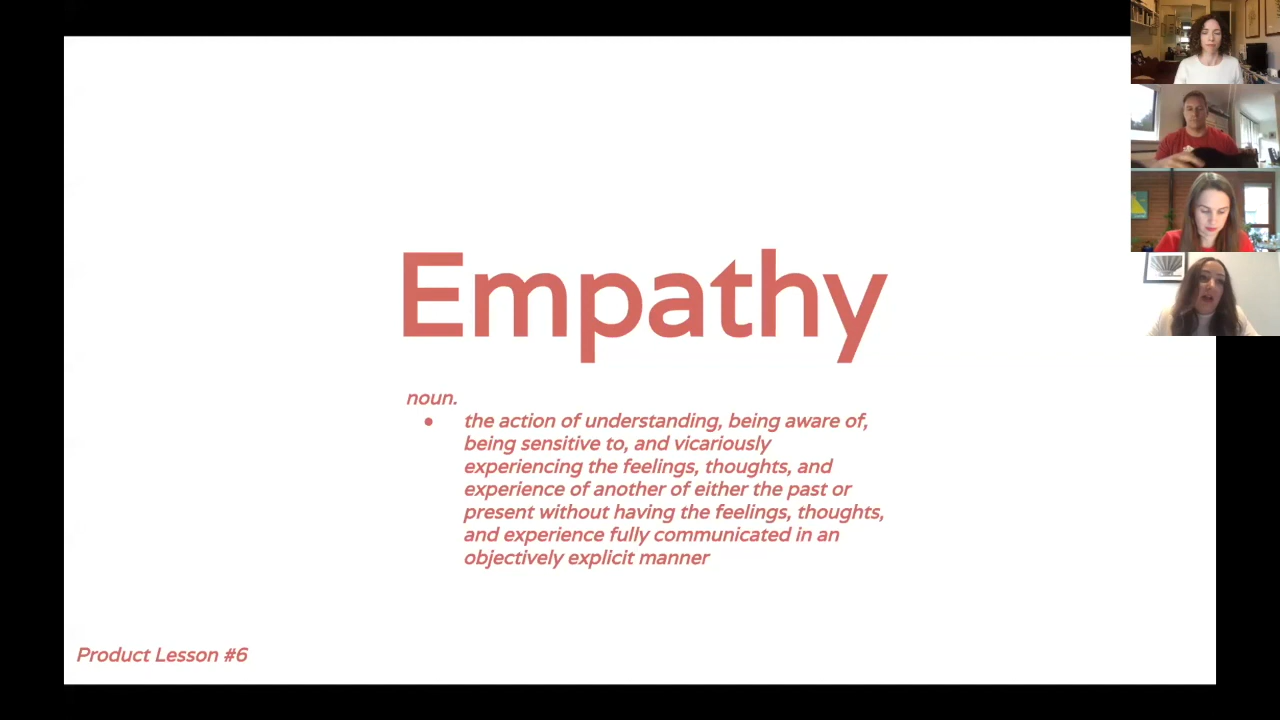 Empathy
noun.
• the action of understanding, being aware of,
being sensitive to, and vicariously
experiencing the feelings, thoughts, and
experience of another of either the past or
present without having the feelings, thoughts,
and experience fully communicated in an
objectively explicit manner
Product Lesson #6